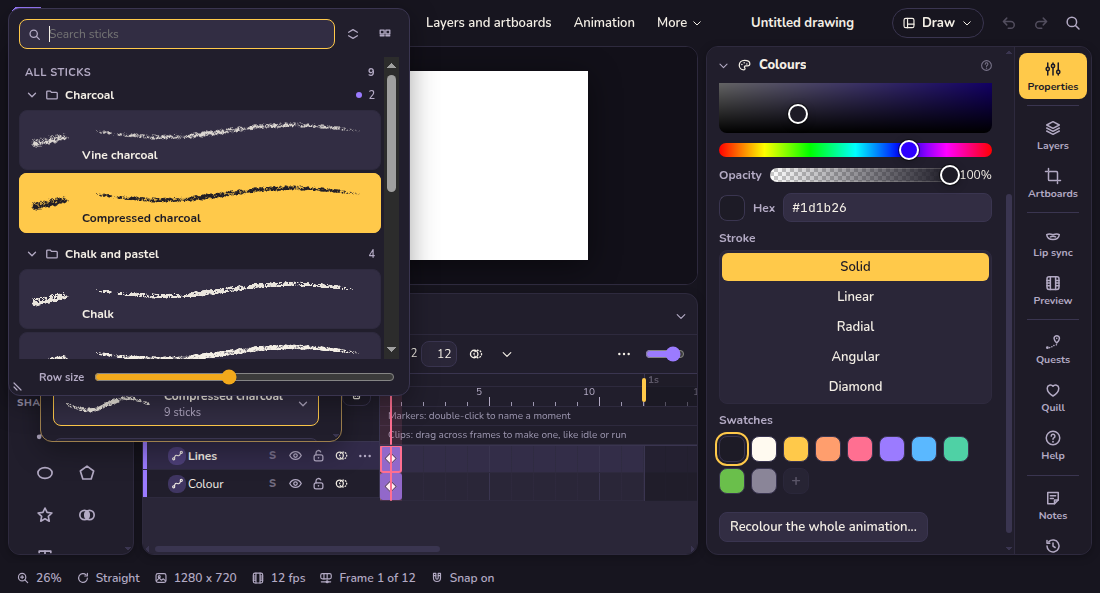 Search sticks
Layers and artboards
Animation
More
Untitled drawing
Draw
ALL STICKS
9
Charcoal
2
Vine charcoal
Compressed charcoal
Chalk and pastel
4
Chalk
Row size
Compressed charcoal
9 sticks
SHA
2
12
5
10
1s
Markers: double-click to name a moment
Clips: drag across frames to make one, like idle or run
Lines
S
Colour
S
Colours
Opacity
100%
Hex
#1d1b26
Stroke
Solid
Linear
Radial
Angular
Diamond
Swatches
+
Recolour the whole animation...
Properties
Layers
Artboards
Lip sync
Preview
Quests
Quill
Help
Notes
26%
Straight
1280 x 720
12 fps
Frame 1 of 12
Snap on